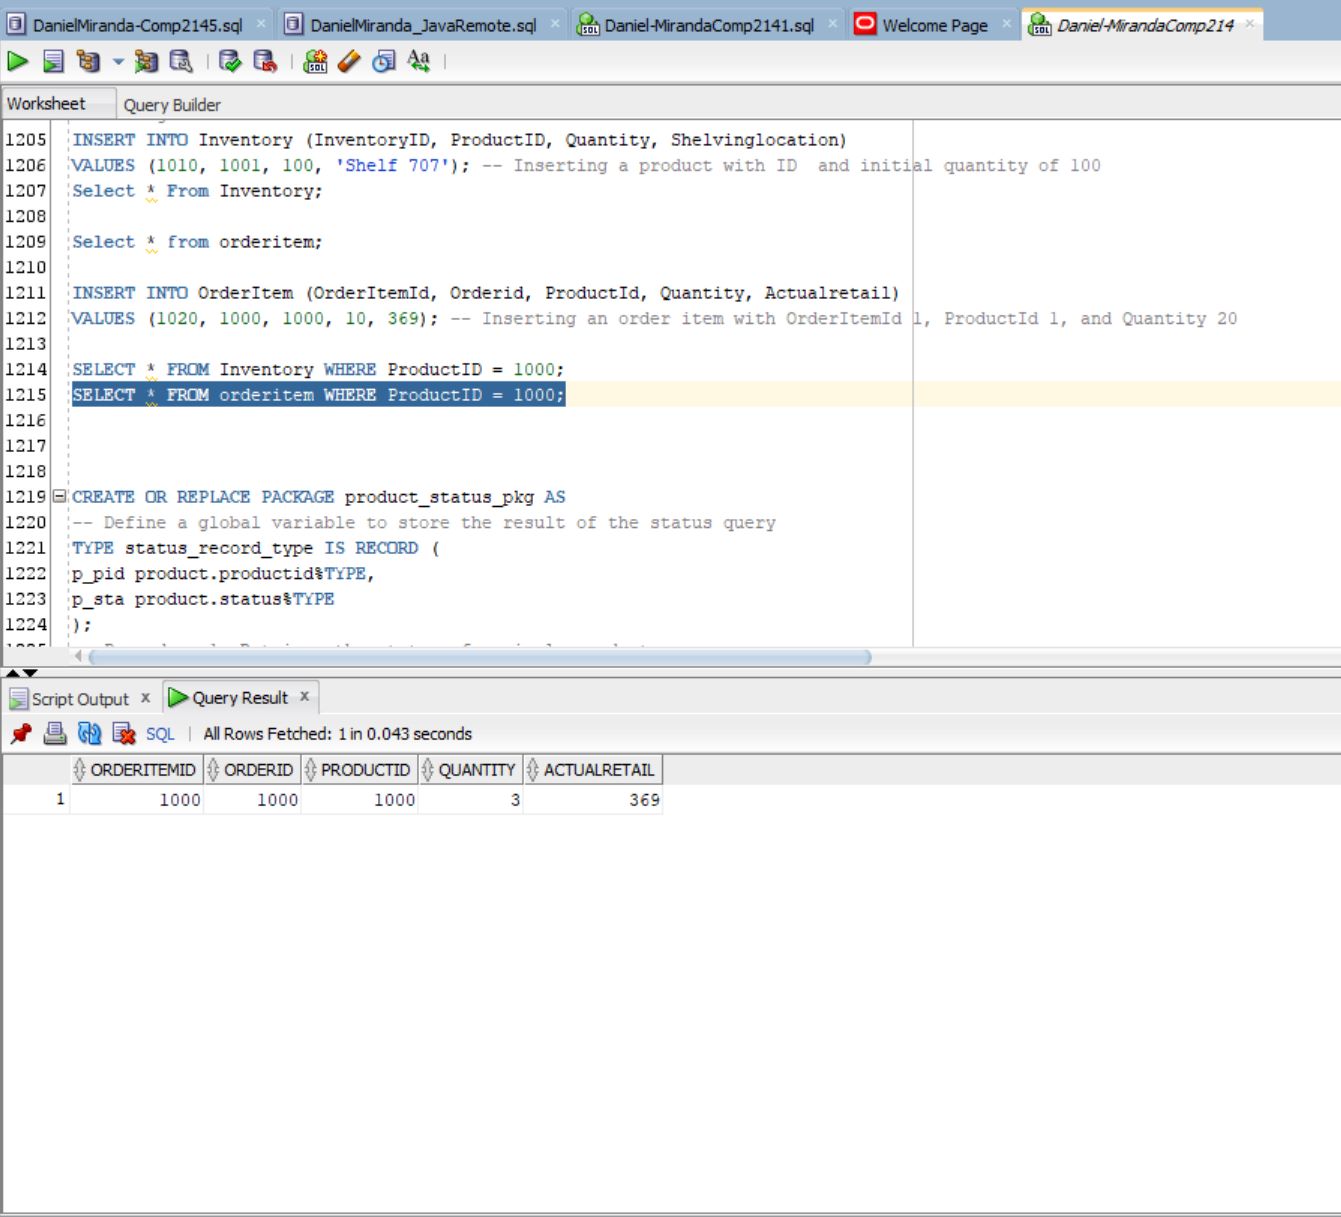 DanielMiranda-Comp2145.sql DanielMiranda_JavaRemote.sql Daniel-MirandaComp2141.sql Welcome Page Daniel-MirandaComp214
Worksheet Query Builder
1205 INSERT INTO Inventory (InventoryID, ProductID, Quantity, Shelvinglocation)
1206 VALUES (1010, 1001, 100, 'Shelf 707'); -- Inserting a product with ID  and initial quantity of 100
1207 Select * From Inventory;
1208
1209 Select * from orderitem;
1210
1211 INSERT INTO OrderItem (OrderItemId, Orderid, ProductId, Quantity, Actualretail)
1212 VALUES (1020, 1000, 1000, 10, 369); -- Inserting an order item with OrderItemId 1, ProductId 1, and Quantity 20
1213
1214 SELECT * FROM Inventory WHERE ProductID = 1000;
1215 SELECT * FROM orderitem WHERE ProductID = 1000;
1216
1217
1218
1219 CREATE OR REPLACE PACKAGE product_status_pkg AS
1220 -- Define a global variable to store the result of the status query
1221 TYPE status_record_type IS RECORD (
1222 p_pid product.productid%TYPE,
1223 p_sta product.status%TYPE
1224 );
Script Output x Query Result x
SQL | All Rows Fetched: 1 in 0.043 seconds
ORDERITEMID ORDERID PRODUCTID QUANTITY ACTUALRETAIL
1 1000 1000 1000 3 369